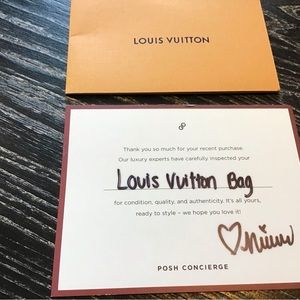 LOUIS VUITTON
Thank you so much for your recent purchase.
Our luxury experts have carefully inspected your
Louis Vuitton Bag
for condition, quality, and authenticity. It's all yours,
ready to style – we hope you love it!
POSH CONCIERGE